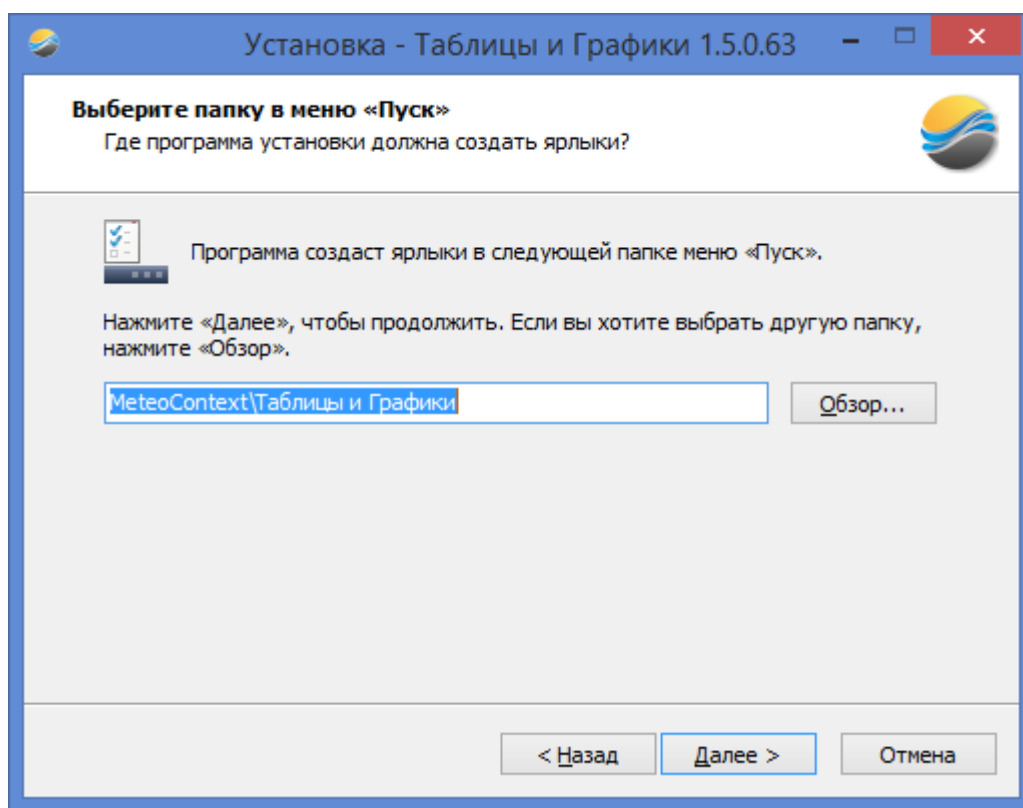 Установка - Таблицы и Графики 1.5.0.63
Выберите папку в меню «Пуск»
Где программа установки должна создать ярлыки?
Программа создаст ярлыки в следующей папке меню «Пуск».
Нажмите «Далее», чтобы продолжить. Если вы хотите выбрать другую папку,
нажмите «Обзор».
MeteoContext\Таблицы и Графики
Обзор...
< Назад
Далее >
Отмена